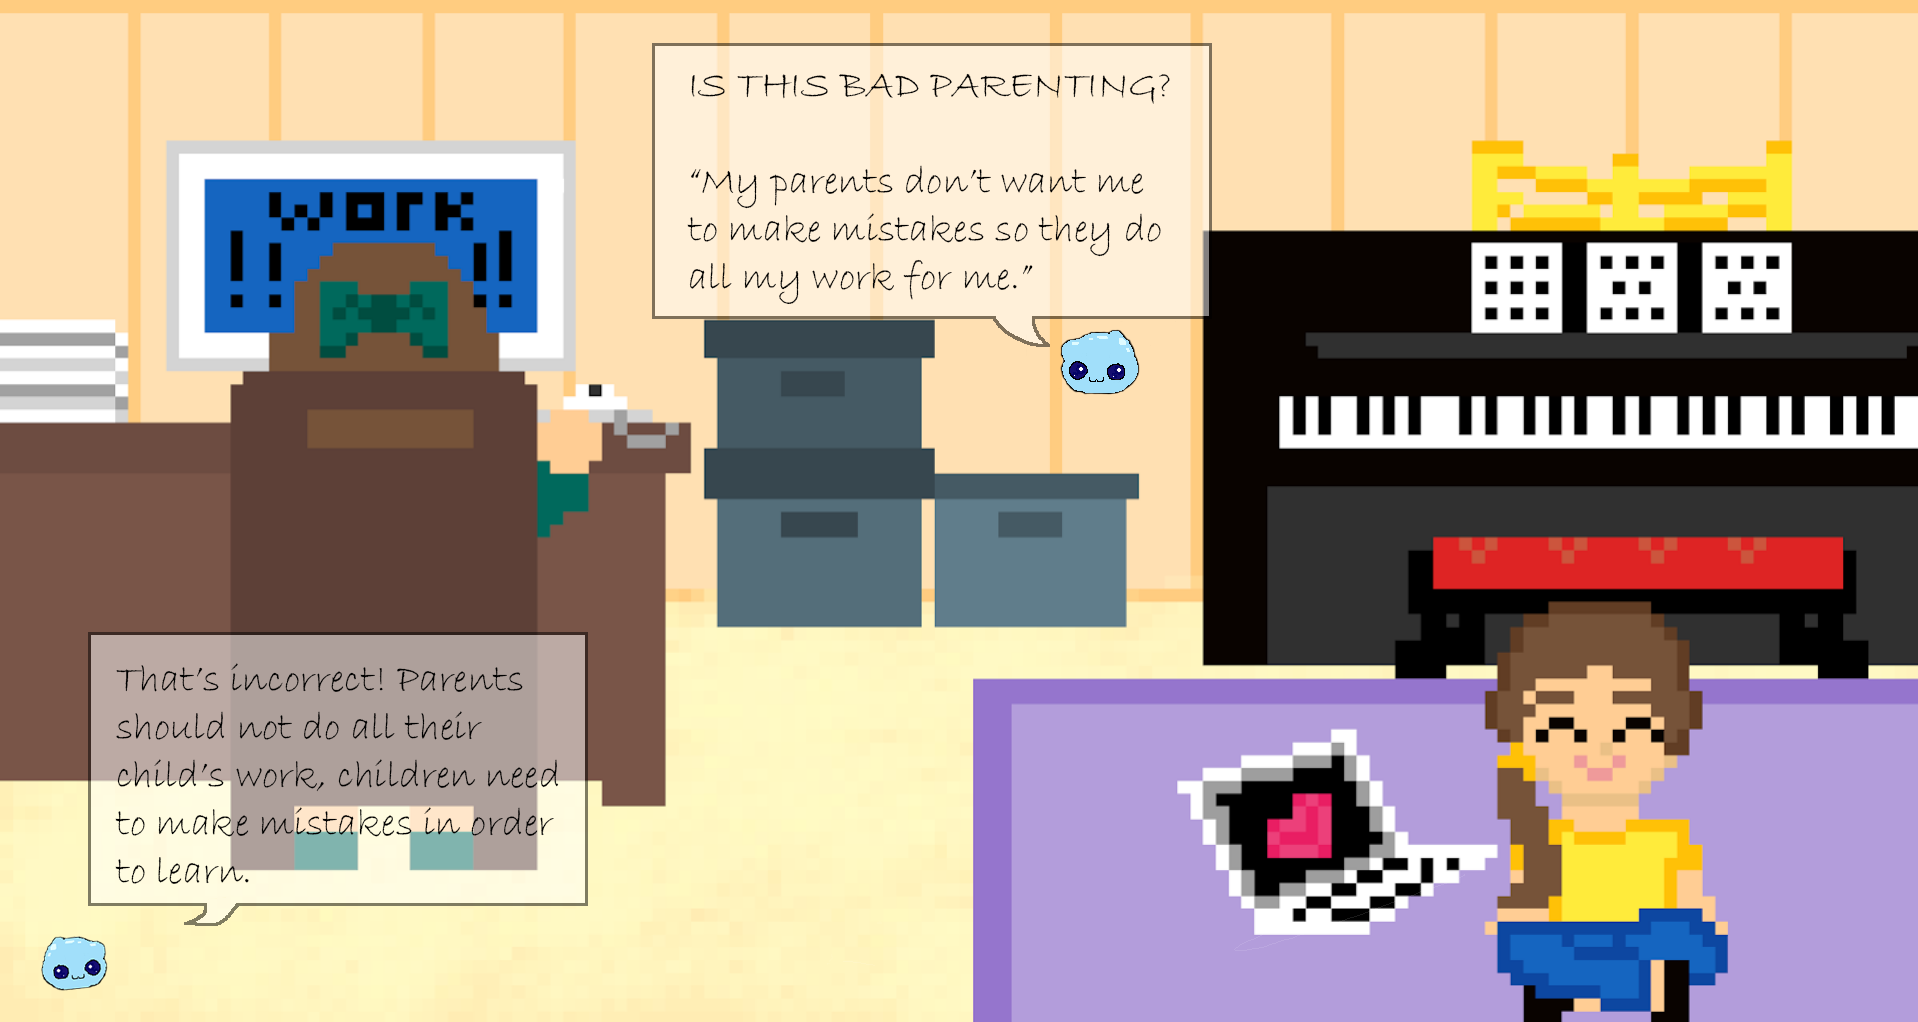 IS THIS BAD PARENTING?
“My parents don’t want me
to make mistakes so they do
all my work for me.”
work
!! !!
That’s incorrect! Parents
should not do all their
child’s work, children need
to make mistakes in order
to learn.